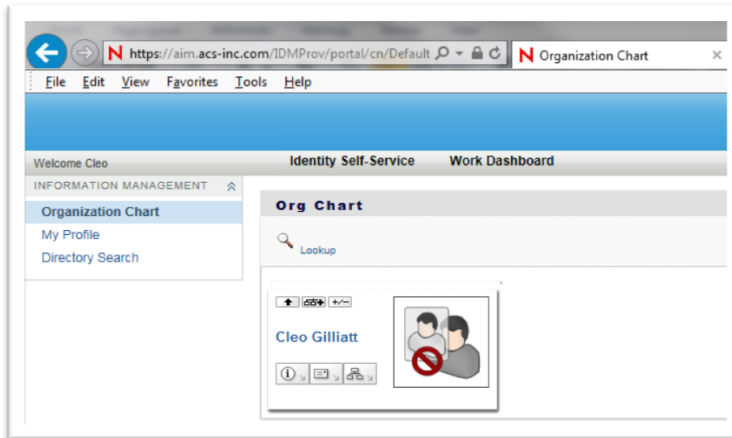 https://aim.acs-inc.com/IDMProv/portal/cn/Default
Organization Chart
File Edit View Favorites Tools Help
Welcome Cleo
Identity Self-Service Work Dashboard
INFORMATION MANAGEMENT
Organization Chart
My Profile
Directory Search
Org Chart
Lookup
Cleo Gilliatt